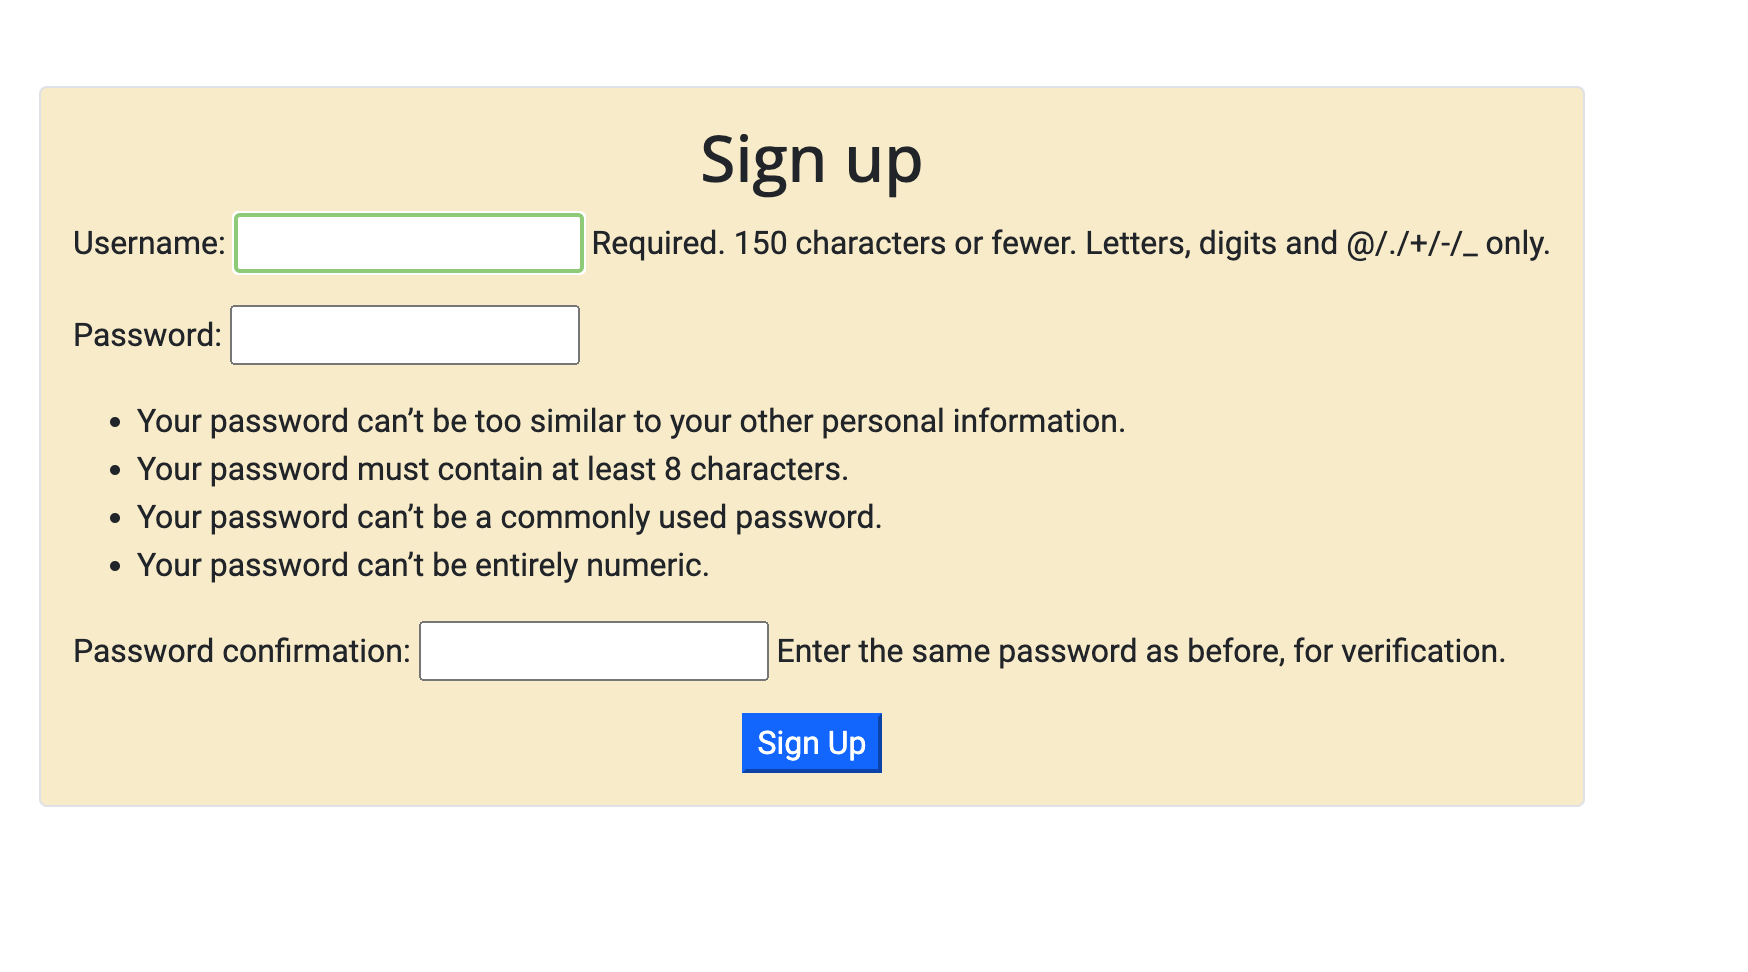 Sign up
Username: Required. 150 characters or fewer. Letters, digits and @/./+/-/_ only.
Password:
• Your password can’t be too similar to your other personal information.
• Your password must contain at least 8 characters.
• Your password can’t be a commonly used password.
• Your password can’t be entirely numeric.
Password confirmation: Enter the same password as before, for verification.
Sign Up